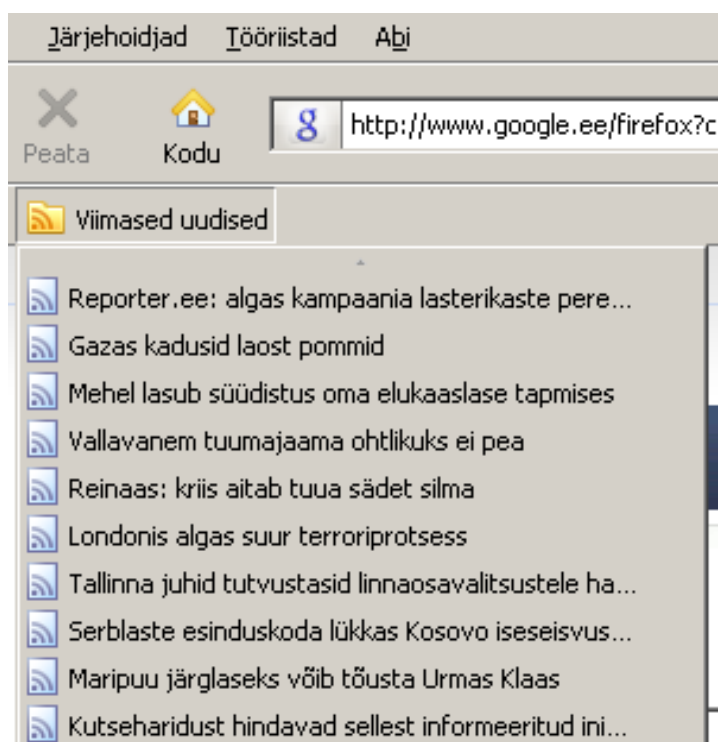 Järjehoidjad Tööriistad Abi
Peata Kodu g http://www.google.ee/firefox?c
Viimased uudised
Reporter.ee: algas kampaania lasterikaste pere...
Gazas kadusid laost pommid
Mehel lasub süüdistus oma elukaaslase tapmises
Vallavanem tuumajaama ohtlikuks ei pea
Reinaas: kriis aitab tuua sädet silma
Londonis algas suur terroriprotsess
Tallinna juhid tutvustasid linnaosavalitsustele ha...
Serblaste esinduskoda lükkas Kosovo iseseisvus...
Maripuu järglaseks võib tõusta Urmas Klaas
Kutseharidust hindavad sellest informeeritud ini...